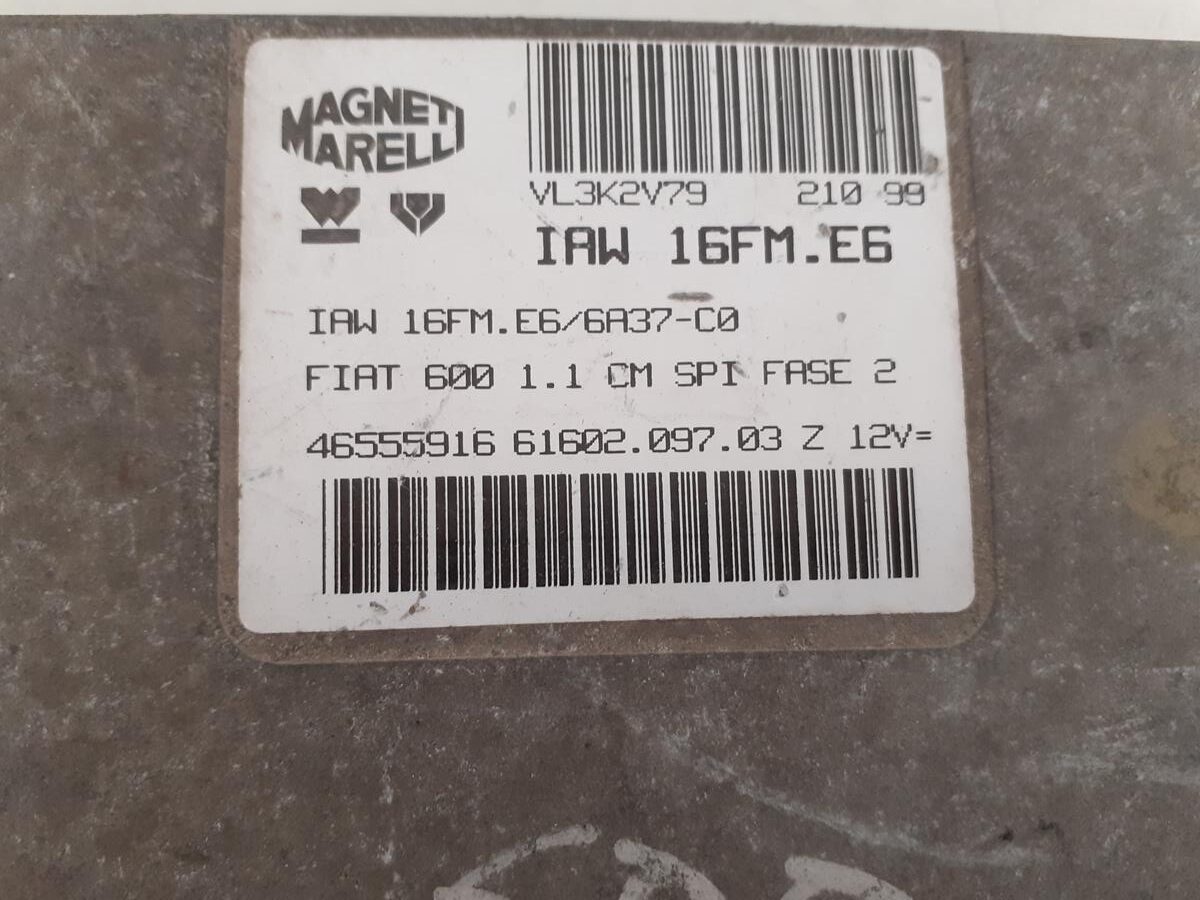 MAGNETI
MARELLI
VL3K2V79 210 99
IAW 16FM.E6
IAW 16FM.E6/6A37-C0
FIAT 600 1.1 CM SPI FASE 2
46555916 61602.097.03 Z 12V=